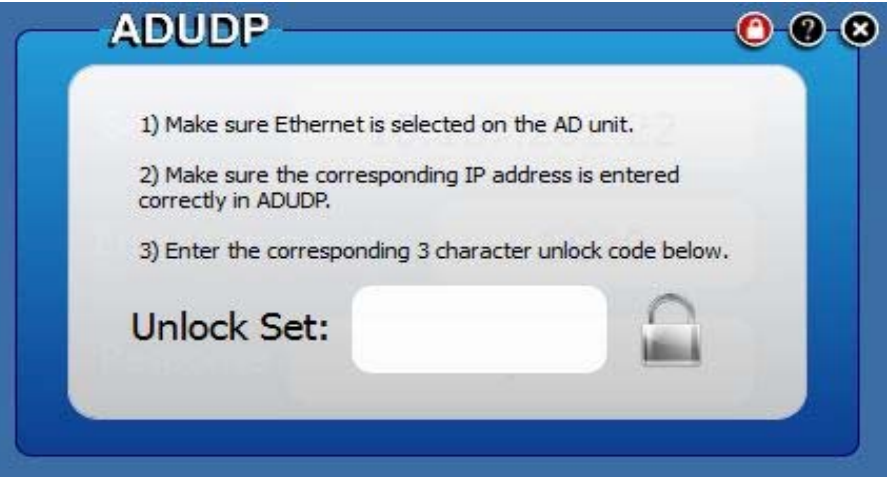 ADUDP
?
1) Make sure Ethernet is selected on the AD unit.
2) Make sure the corresponding IP address is entered
correctly in ADUDP.
3) Enter the corresponding 3 character unlock code below.
Unlock Set: